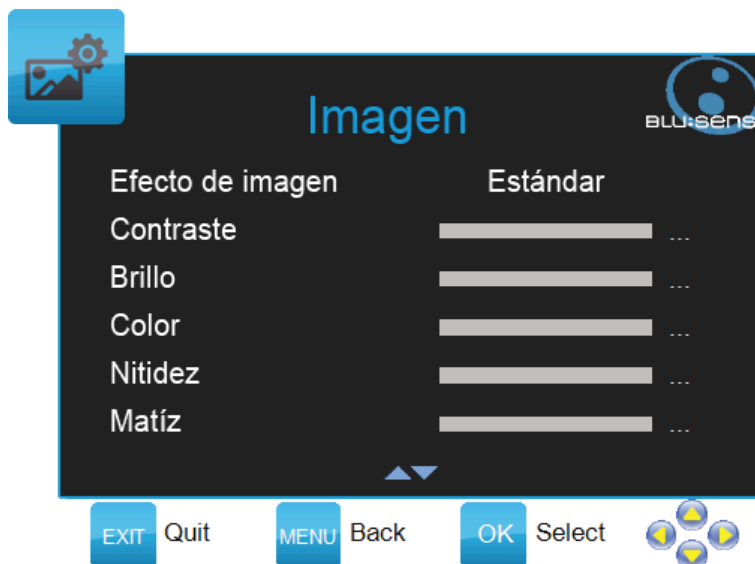 Imagen
BLU:SENS
Efecto de imagen Estándar
Contraste ...
Brillo ...
Color ...
Nitidez ...
Matíz ...
EXIT Quit MENU Back OK Select